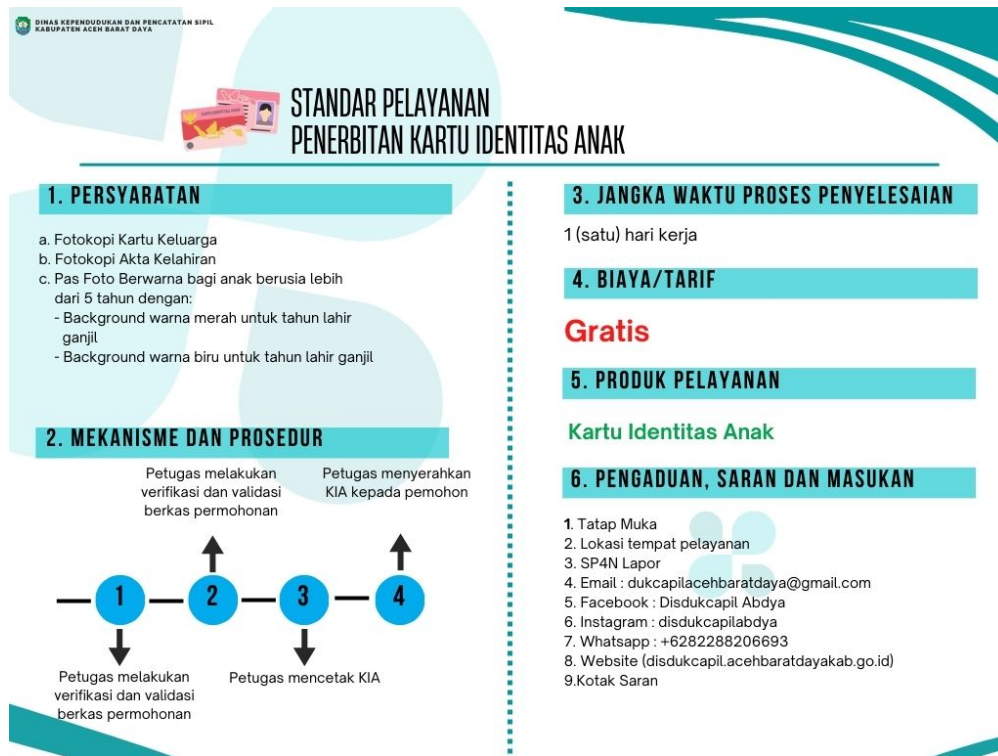 DINAS KEPENDUDUKAN DAN PENCATATAN SIPIL
KABUPATEN ACEH BARAT DAYA
STANDAR PELAYANAN
PENERBITAN KARTU IDENTITAS ANAK
1. PERSYARATAN
a. Fotokopi Kartu Keluarga
b. Fotokopi Akta Kelahiran
c. Pas Foto Berwarna bagi anak berusia lebih
dari 5 tahun dengan:
- Background warna merah untuk tahun lahir
ganjil
- Background warna biru untuk tahun lahir ganjil
2. MEKANISME DAN PROSEDUR
Petugas melakukan
verifikasi dan validasi
berkas permohonan
Petugas menyerahkan
KIA kepada pemohon
1 2 3 4
Petugas melakukan
verifikasi dan validasi
berkas permohonan
Petugas mencetak KIA
3. JANGKA WAKTU PROSES PENYELESAIAN
1 (satu) hari kerja
4. BIAYA/TARIF
Gratis
5. PRODUK PELAYANAN
Kartu Identitas Anak
6. PENGADUAN, SARAN DAN MASUKAN
1. Tatap Muka
2. Lokasi tempat pelayanan
3. SP4N Lapor
4. Email : dukcapilacehbaratdaya@gmail.com
5. Facebook : Disdukcapil Abdya
6. Instagram : disdukcapilabdya
7. Whatsapp : +6282288206693
8. Website (disdukcapil.acehbaratdayakab.go.id)
9.Kotak Saran